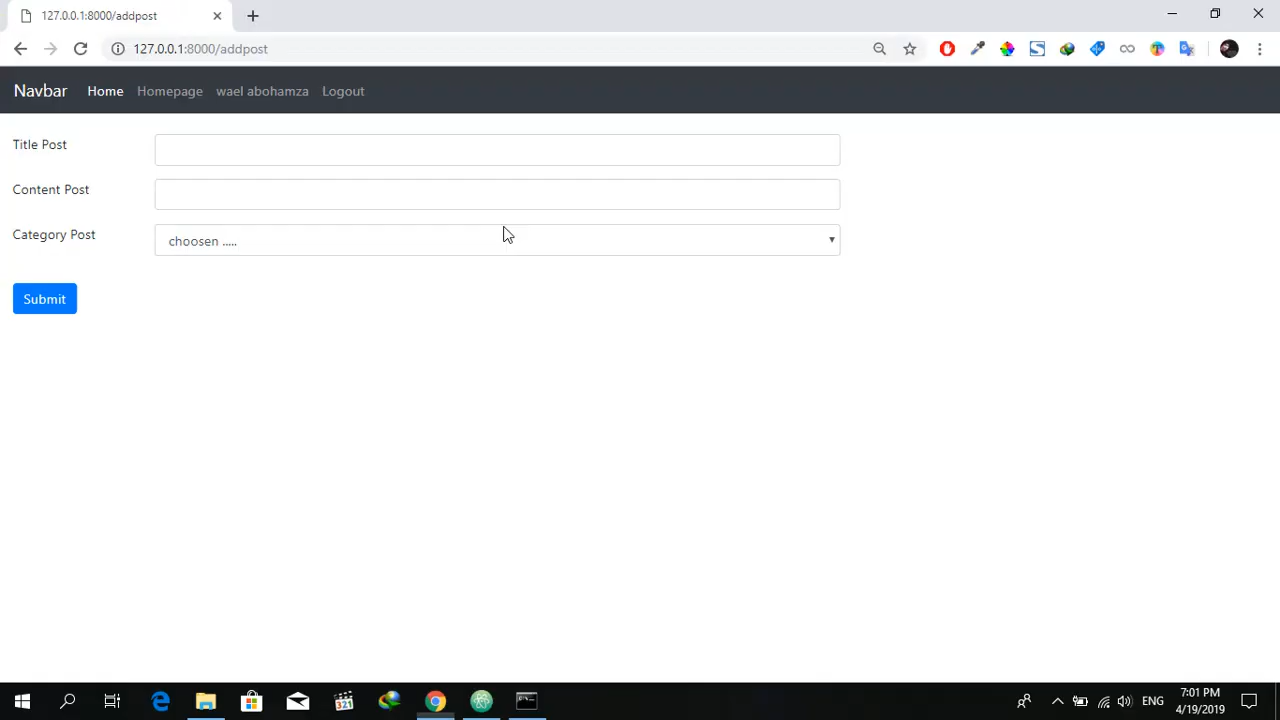 127.0.0.1:8000/addpost
127.0.0.1:8000/addpost
Navbar Home Homepage wael abohamza Logout
Title Post
Content Post
Category Post choosen .....
Submit
321
ENG
7:01 PM
4/19/2019